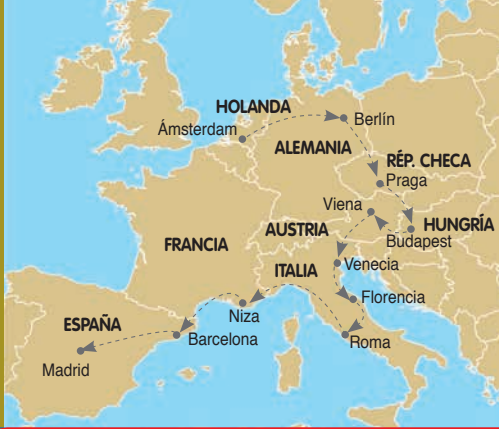 HOLANDA
Ámsterdam
Berlín
ALEMANIA
RÉP. CHECA
Praga
Viena
HUNGRÍA
AUSTRIA
Budapest
FRANCIA
Venecia
ITALIA
Florencia
Niza
ESPAÑA
Barcelona
Roma
Madrid